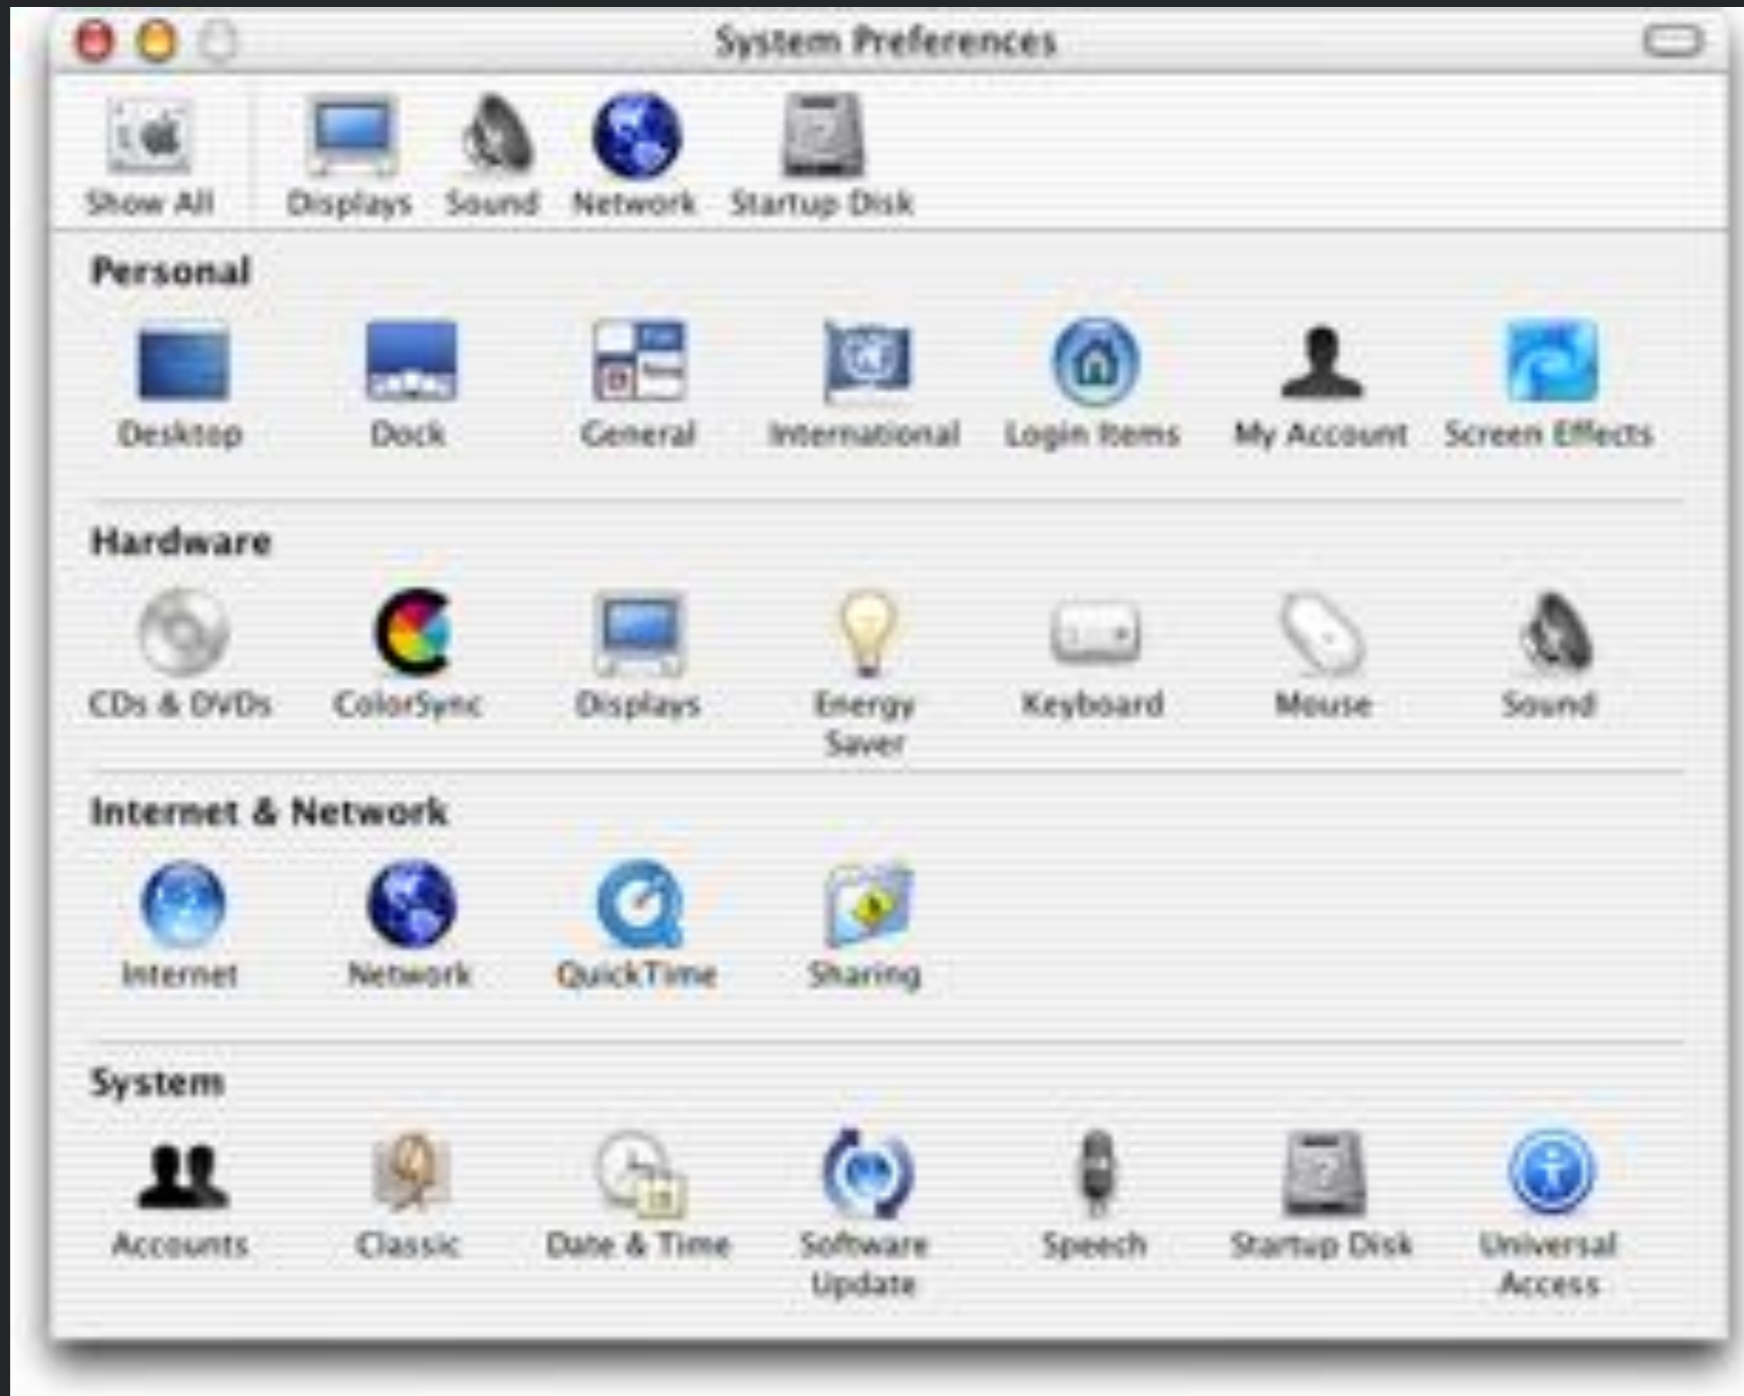 System Preferences
Show All Displays Sound Network Startup Disk
Personal
Desktop Dock General International Login Items My Account Screen Effects
Hardware
CDs & DVDs ColorSync Displays Energy Saver Keyboard Mouse Sound
Internet & Network
Internet Network QuickTime Sharing
System
Accounts Classic Date & Time Software Update Speech Startup Disk Universal Access